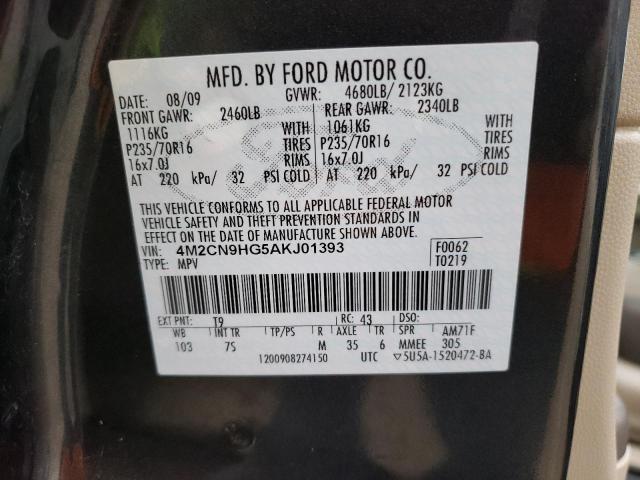 MFD. BY FORD MOTOR CO.
DATE: 08/09 GVWR: 4680LB/ 2123KG
FRONT GAWR: 2460LB REAR GAWR: 2340LB
1116KG WITH 1061KG WITH
P235/70R16 TIRES P235/70R16 TIRES
16x7.0J RIMS 16x7.0J RIMS
AT 220 kPa/ 32 PSI COLD AT 220 kPa/ 32 PSI COLD
THIS VEHICLE CONFORMS TO ALL APPLICABLE FEDERAL MOTOR
VEHICLE SAFETY AND THEFT PREVENTION STANDARDS IN
EFFECT ON THE DATE OF MANUFACTURE SHOWN ABOVE.
VIN: 4M2CN9HG5AKJ01393 F0062
TYPE: MPV T0219
EXT PNT: T9 RC: 43 DSO:
WB INT TR TP/PS R AXLE TR SPR AM71F
103 7S M 35 6 MMEE 305
1200908274150 UTC ▽5U5A-1520472-BA
Ford